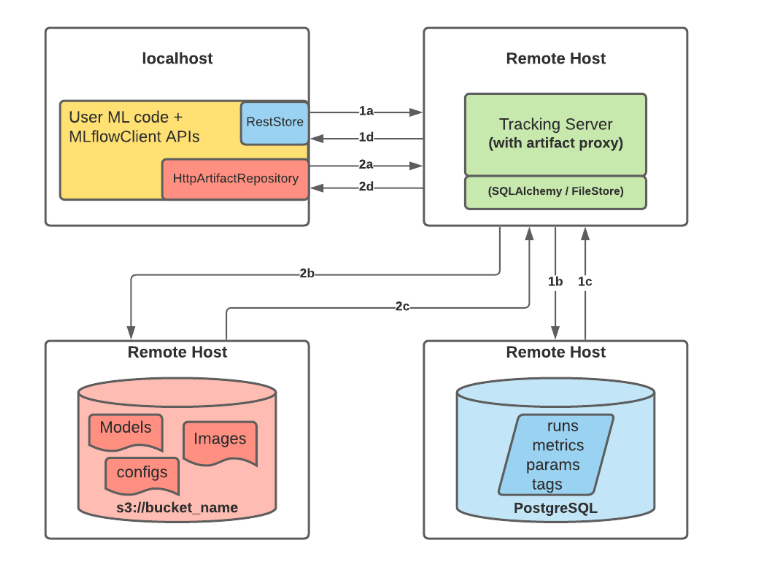 localhost
User ML code +
MLflowClient APIs
RestStore
HttpArtifactRepository
1a
1d
2a
2d
Remote Host
Tracking Server
(with artifact proxy)
(SQLAlchemy / FileStore)
2b
2c
1b
1c
Remote Host
Models
Images
configs
s3://bucket_name
Remote Host
runs
metrics
params
tags
PostgreSQL